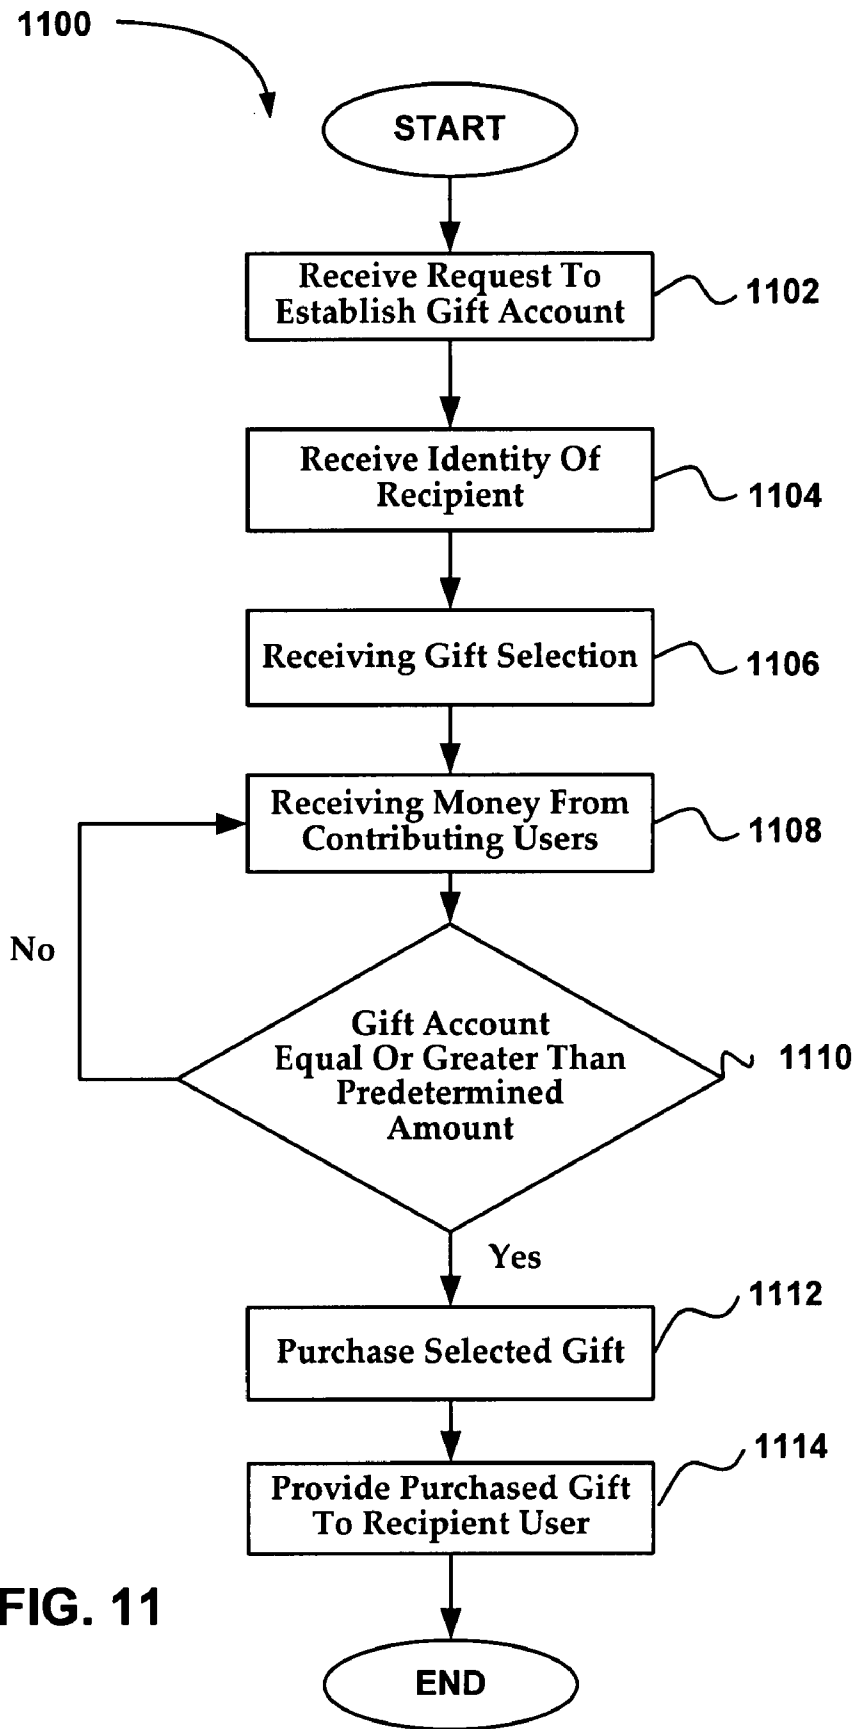 1100
START
Receive Request To
Establish Gift Account
1102
Receive Identity Of
Recipient
1104
Receiving Gift Selection
1106
Receiving Money From
Contributing Users
1108
No
Gift Account
Equal Or Greater Than
Predetermined
Amount
1110
Yes
1112
Purchase Selected Gift
1114
Provide Purchased Gift
To Recipient User
FIG. 11
END